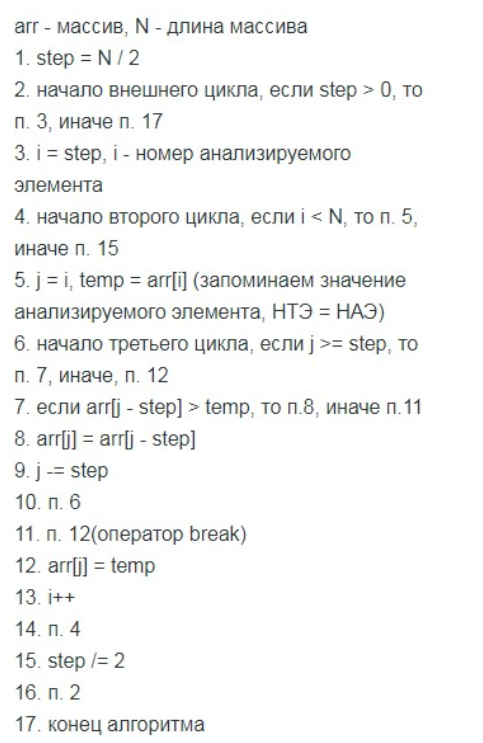 arr - массив, N - длина массива
1. step = N / 2
2. начало внешнего цикла, если step > 0, то
п. 3, иначе п. 17
3. i = step, i - номер анализируемого
элемента
4. начало второго цикла, если i < N, то п. 5,
иначе п. 15
5. j = i, temp = arr[i] (запоминаем значение
анализируемого элемента, НТЭ = НАЭ)
6. начало третьего цикла, если j >= step, то
п. 7, иначе, п. 12
7. если arr[j - step] > temp, то п.8, иначе п.11
8. arr[j] = arr[j - step]
9. j -= step
10. п. 6
11. п. 12(оператор break)
12. arr[j] = temp
13. i++
14. п. 4
15. step /= 2
16. п. 2
17. конец алгоритма